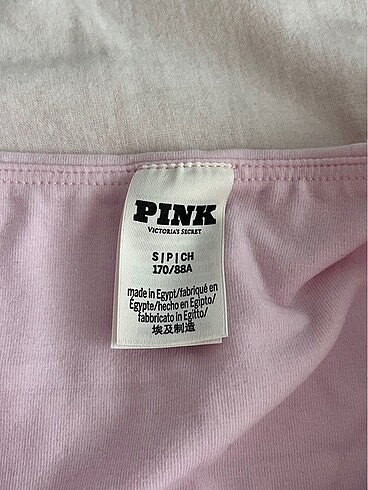 PINK
VICTORIA'S SECRET
S|P|CH
170/88A
made in Egypt/fabriqué en
Égypte/hecho en Egipto/
fabbricato in Egitto/
埃及制造